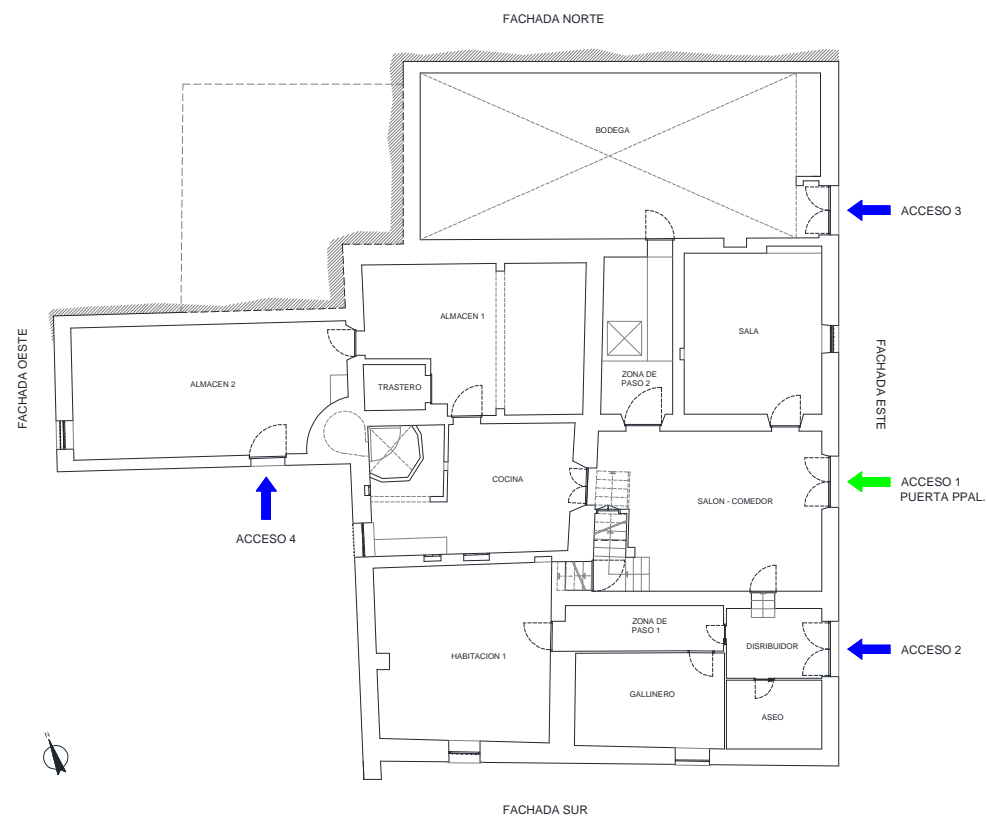 FACHADA NORTE
BODEGA
ACCESO 3
ALMACEN 1
SALA
FACHADA OESTE
FACHADA ESTE
ALMACEN 2
TRASTERO
ZONA DE
PASO 2
COCINA
SALON - COMEDOR
ACCESO 1
PUERTA PPAL.
ACCESO 4
ZONA DE
PASO 1
HABITACION 1
DISRIBUIDOR
ACCESO 2
GALLINERO
ASEO
N
FACHADA SUR